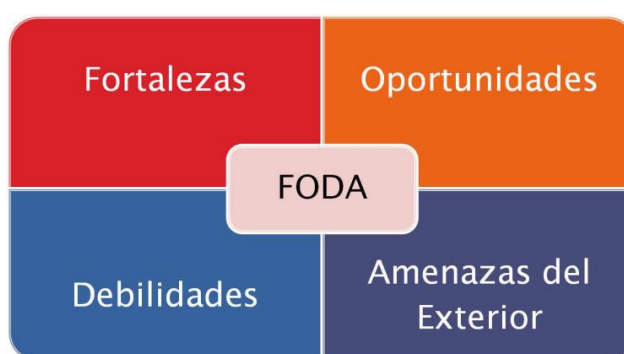 Fortalezas
Oportunidades
FODA
Debilidades
Amenazas del
Exterior